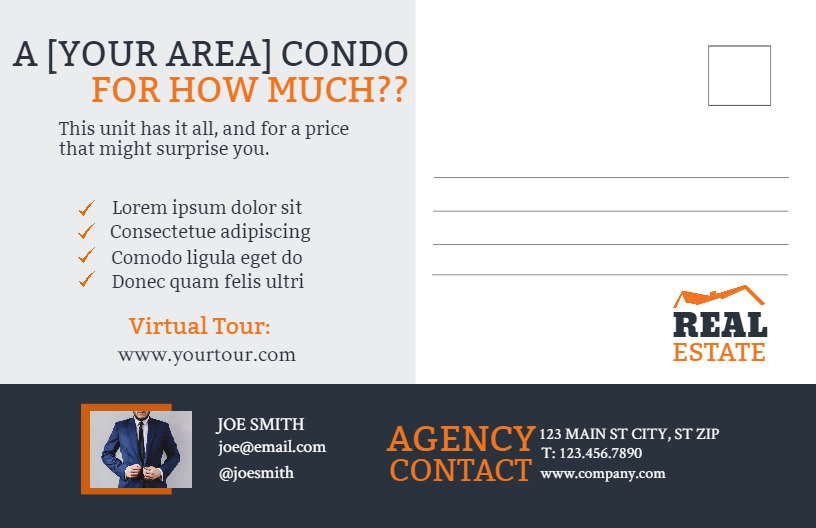 A [YOUR AREA] CONDO
FOR HOW MUCH??
This unit has it all, and for a price
that might surprise you.
Lorem ipsum dolor sit
Consectetue adipiscing
Comodo ligula eget do
Donec quam felis ultri
Virtual Tour:
www.yourtour.com
REAL
ESTATE
JOE SMITH
joe@email.com
@joesmith
AGENCY
CONTACT
123 MAIN ST CITY, ST ZIP
T: 123.456.7890
www.company.com